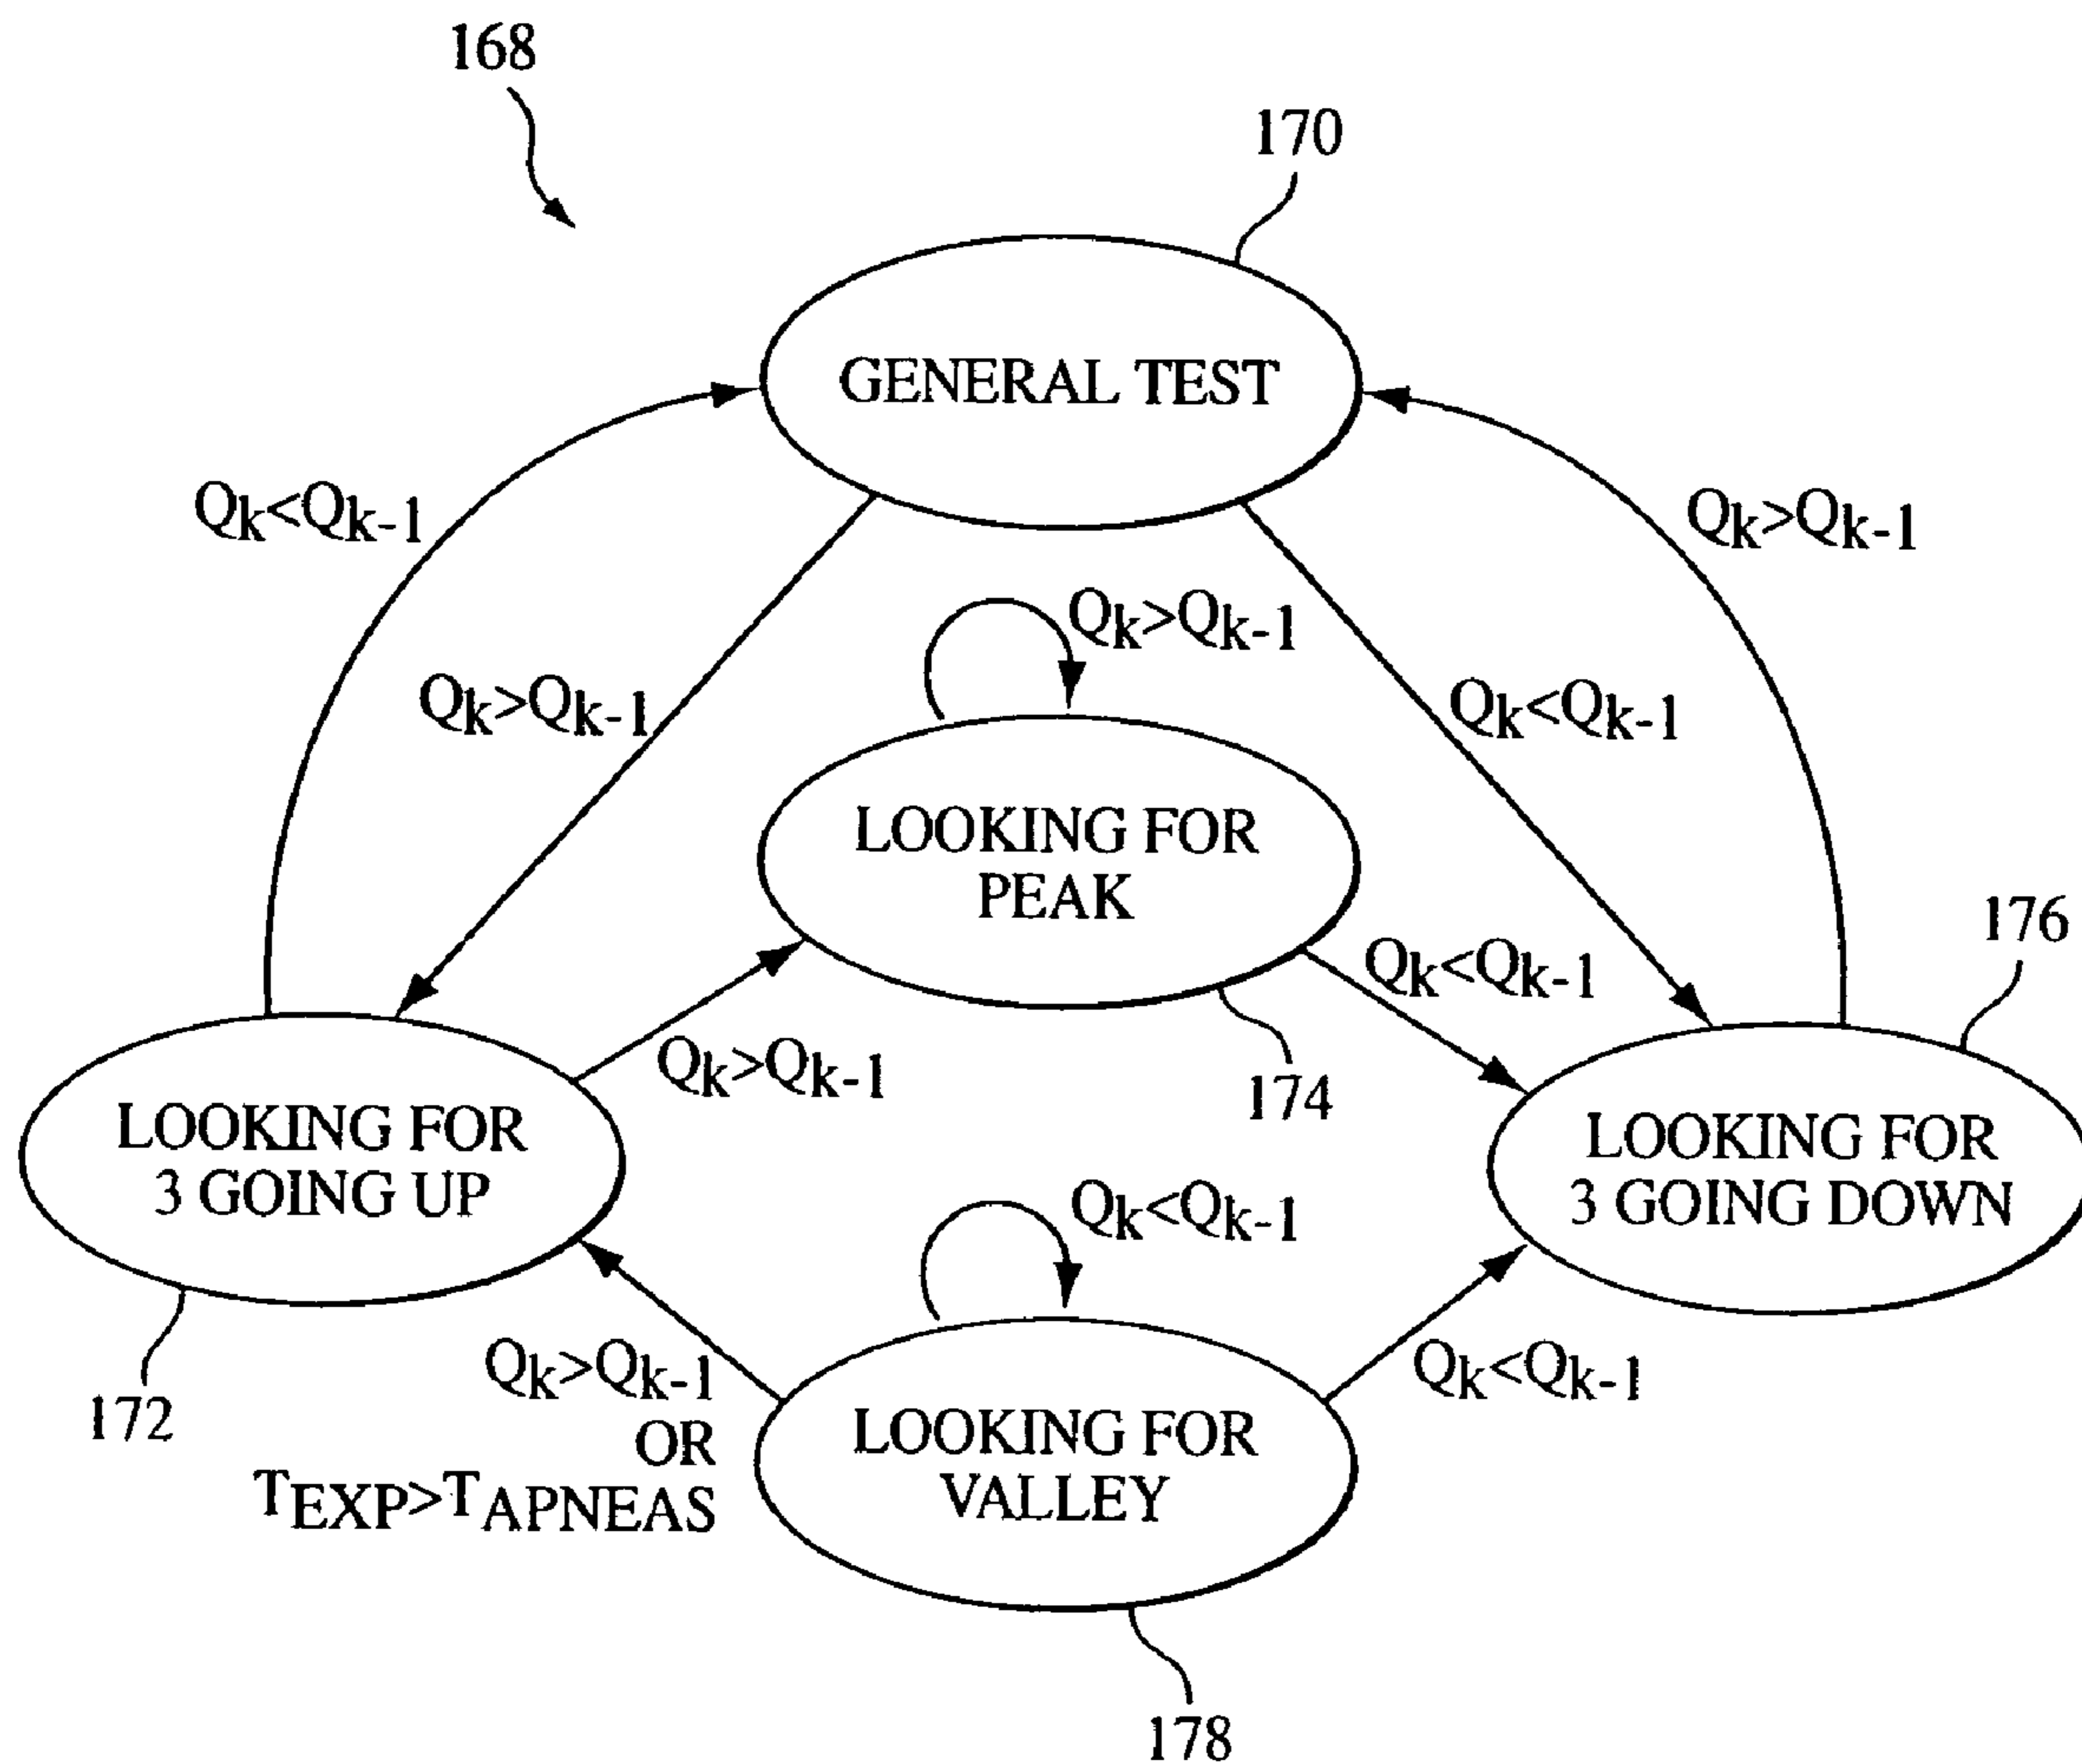 168
170
GENERAL TEST
Qk<Qk-1
Qk>Qk-1
Qk>Qk-1
Qk>Qk-1
Qk<Qk-1
LOOKING FOR
PEAK
176
Qk<Qk-1
Qk>Qk-1
174
LOOKING FOR
3 GOING UP
LOOKING FOR
3 GOING DOWN
Qk<Qk-1
172
Qk>Qk-1
OR
TEXP>TAPNEAS
Qk<Qk-1
LOOKING FOR
VALLEY
178